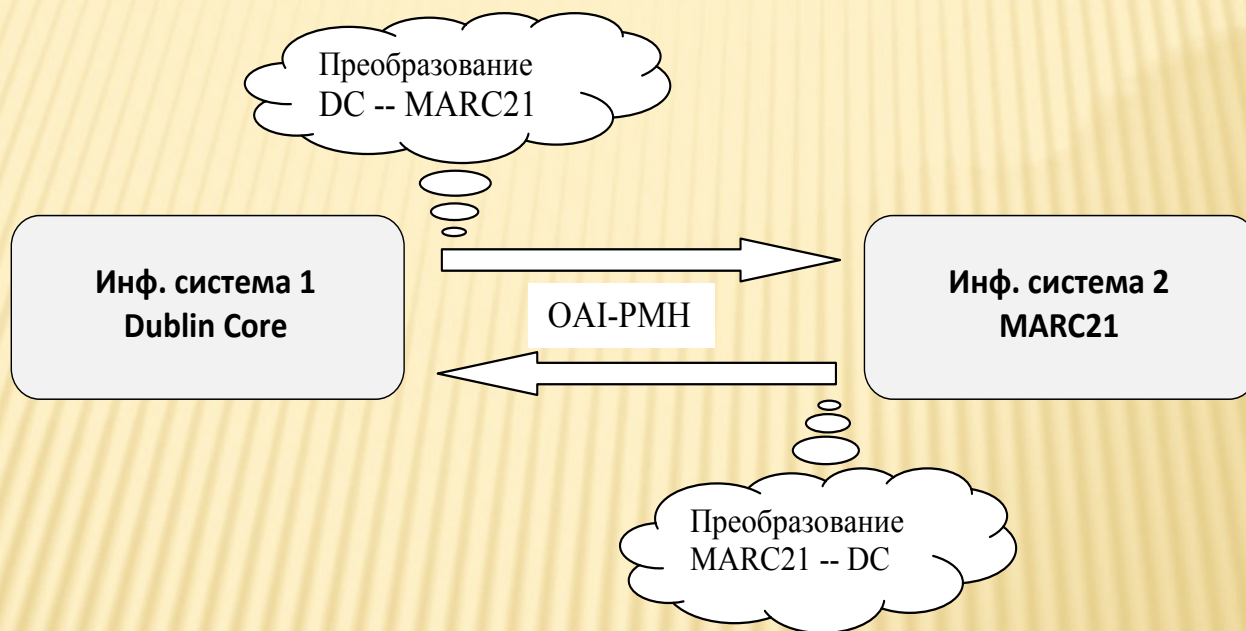 Преобразование
DC -- MARC21
Инф. система 1
Dublin Core
OAI-PMH
Инф. система 2
MARC21
Преобразование
MARC21 -- DC